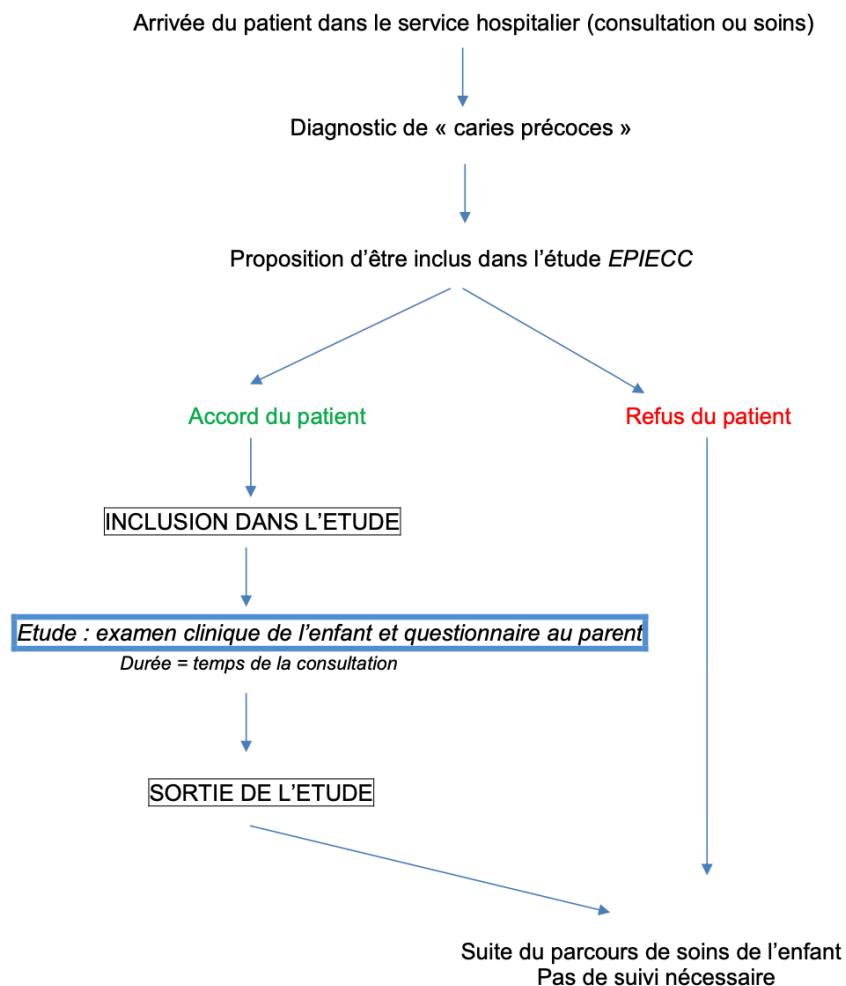 Arrivée du patient dans le service hospitalier (consultation ou soins)
Diagnostic de « caries précoces »
Proposition d’être inclus dans l’étude EPIECC
Accord du patient
Refus du patient
INCLUSION DANS L’ETUDE
Etude : examen clinique de l’enfant et questionnaire au parent
Durée = temps de la consultation
SORTIE DE L’ETUDE
Suite du parcours de soins de l’enfant
Pas de suivi nécessaire